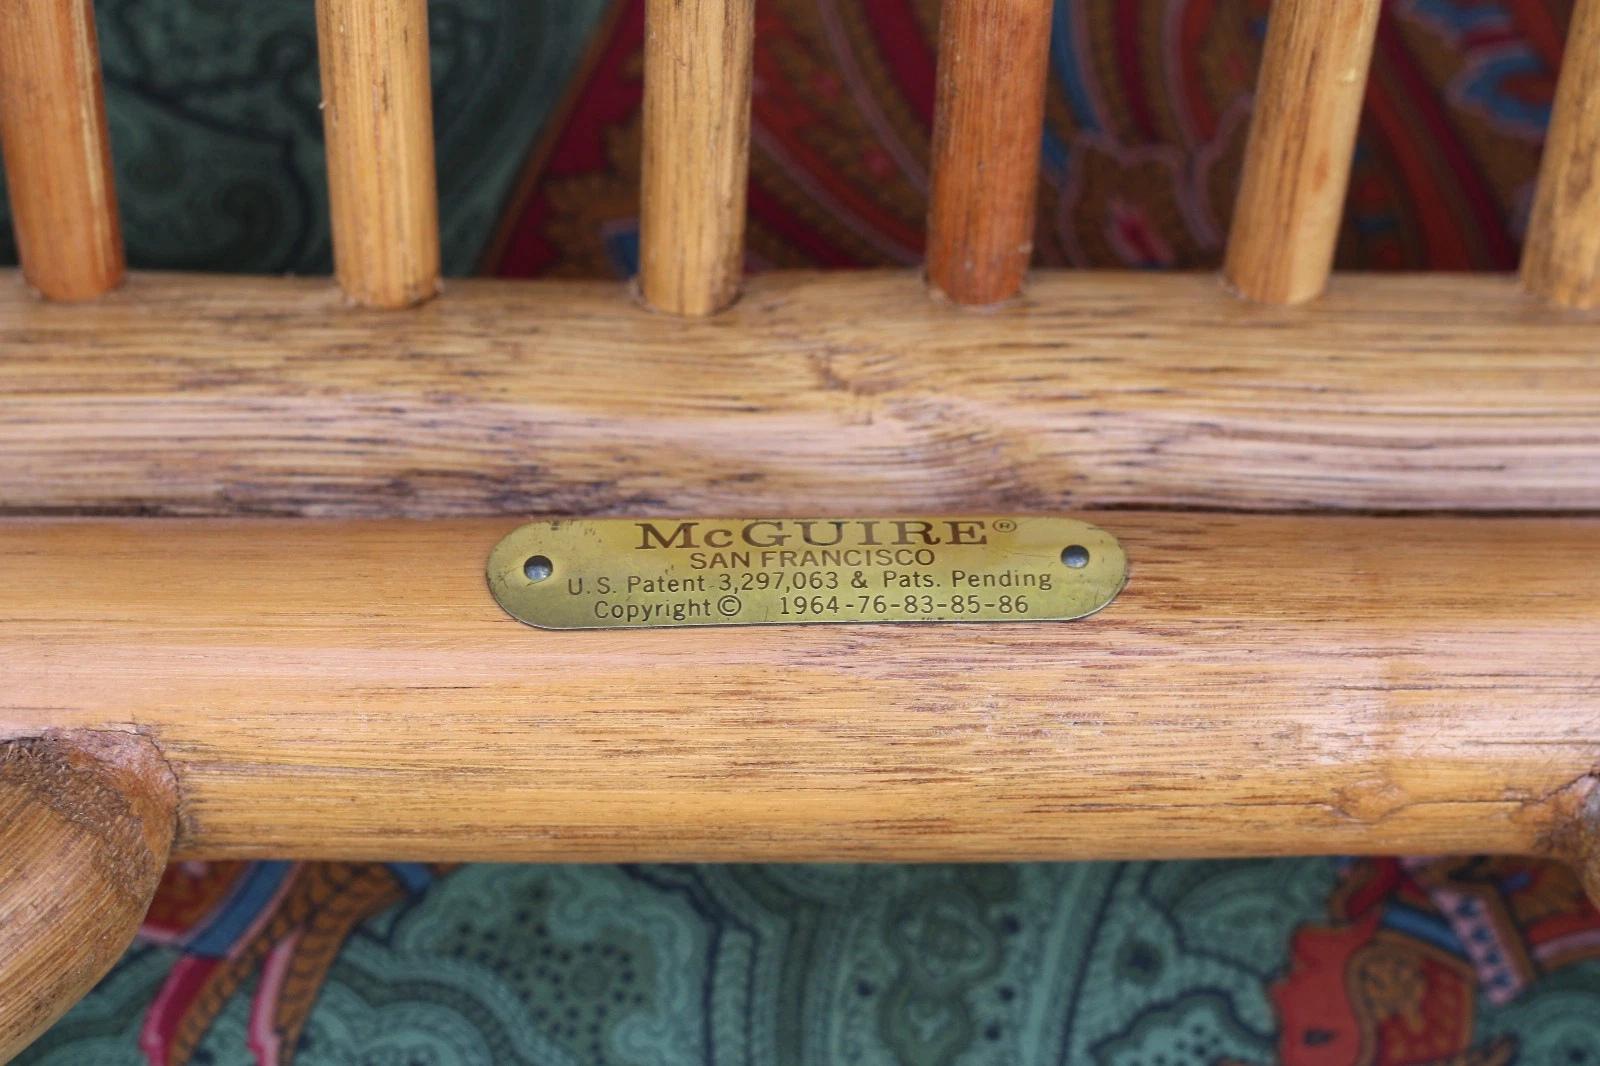 McGUIRE®
SAN FRANCISCO
U.S. Patent 3,297,063 & Pats. Pending
Copyright © 1964-76-83-85-86